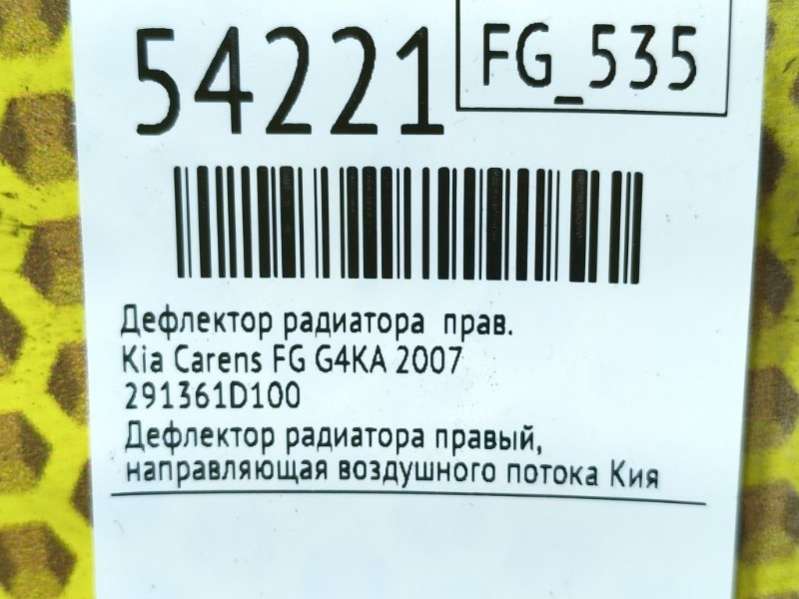 54221
FG_535
Дефлектор радиатора прав.
Kia Carens FG G4KA 2007
291361D100
Дефлектор радиатора правый,
направляющая воздушного потока Кия